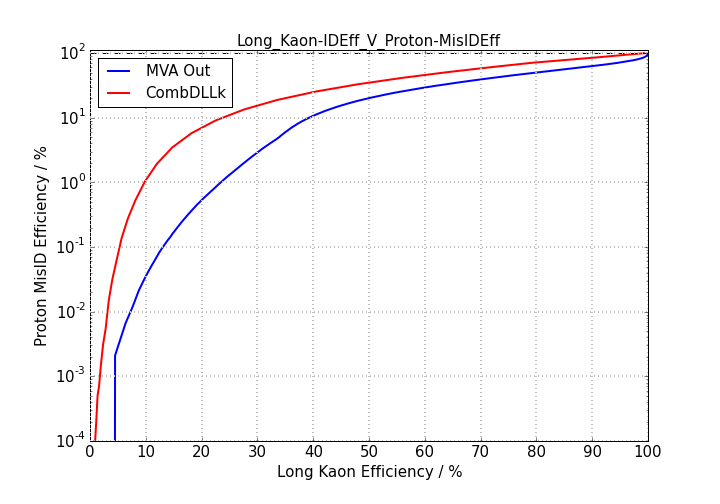 Long_Kaon-IDEff_V_Proton-MisIDEff
MVA Out
CombDLLk
Proton MisID Efficiency / %
10^2
10^1
10^0
10^-1
10^-2
10^-3
10^-4
0 10 20 30 40 50 60 70 80 90 100
Long Kaon Efficiency / %